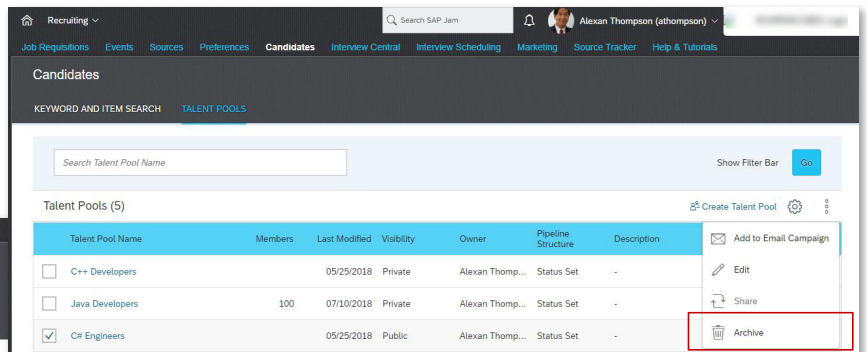 Recruiting
Search SAP Jam
Alexan Thompson (athompson)
Job Requisitions Events Sources Preferences Candidates Interview Central Interview Scheduling Marketing Source Tracker Help & Tutorials
Candidates
KEYWORD AND ITEM SEARCH TALENT POOLS
Search Talent Pool Name
Show Filter Bar Go
Talent Pools (5)
Create Talent Pool
Talent Pool Name Members Last Modified Visibility Owner Pipeline Structure Description
Add to Email Campaign
C++ Developers 05/25/2018 Private Alexan Thomp... Status Set -
Edit
Share
Java Developers 100 07/10/2018 Private Alexan Thomp... Status Set -
Archive
C# Engineers 05/25/2018 Public Alexan Thomp... Status Set -